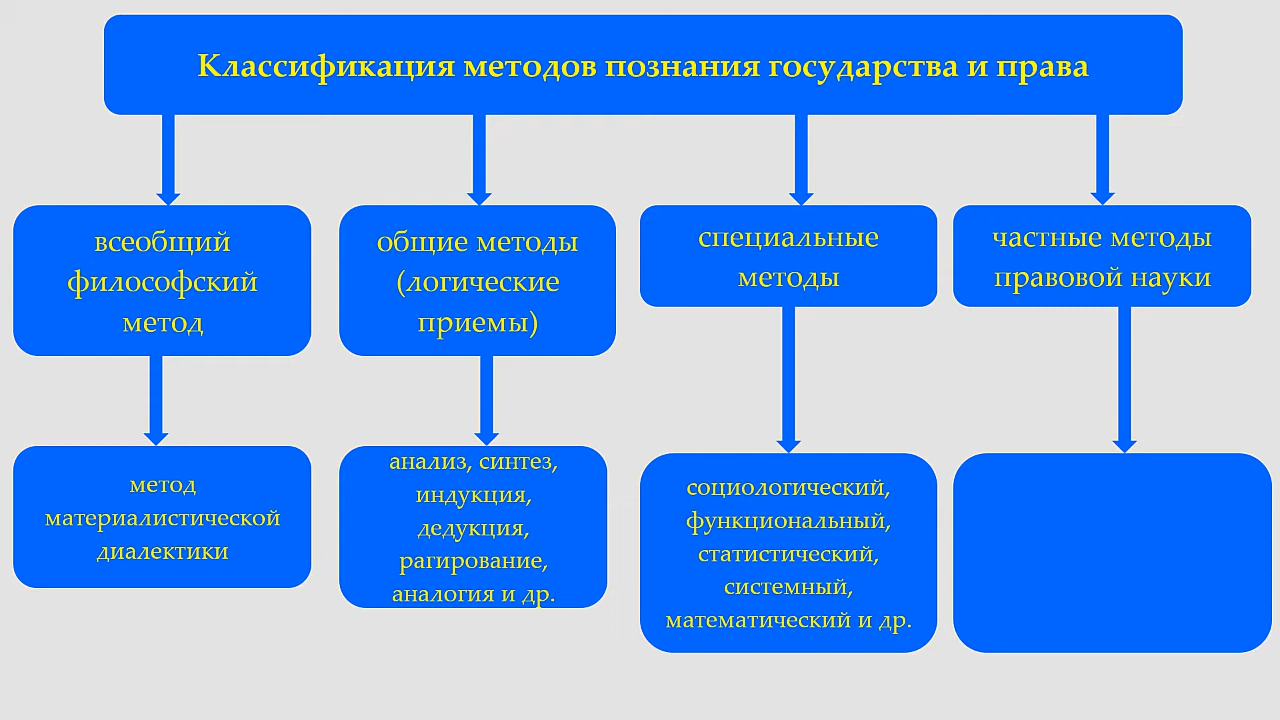 Классификация методов познания государства и права
всеобщий
философский
метод
общие методы
(логические
приемы)
специальные
методы
частные методы
правовой науки
метод
материалистической
диалектики
анализ, синтез,
индукция,
дедукция,
рагирование,
аналогия и др.
социологический,
функциональный,
статистический,
системный,
математический и др.